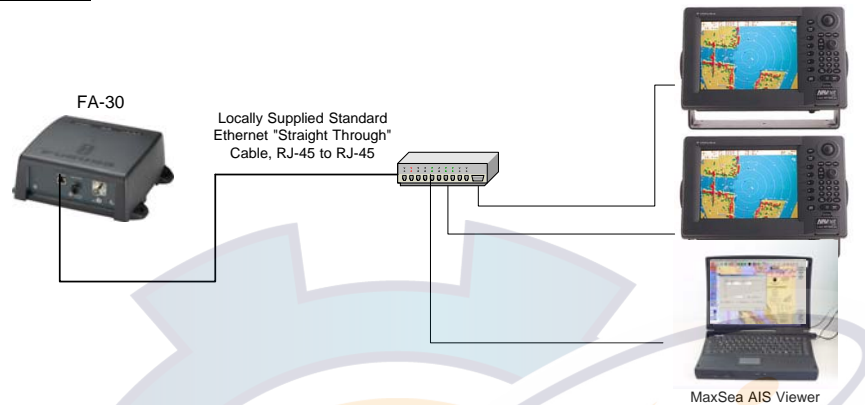 FA-30
Locally Supplied Standard
Ethernet "Straight Through"
Cable, RJ-45 to RJ-45
MaxSea AIS Viewer